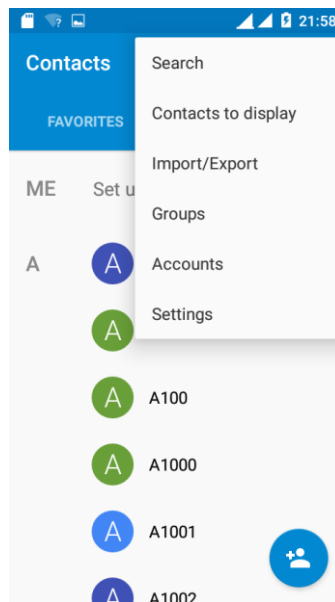 21:58
Contacts
Search
Contacts to display
FAVORITES
Import/Export
ME
Set u
Groups
A
A
Accounts
A
Settings
A
A100
A
A1000
A
A1001
A
A1002